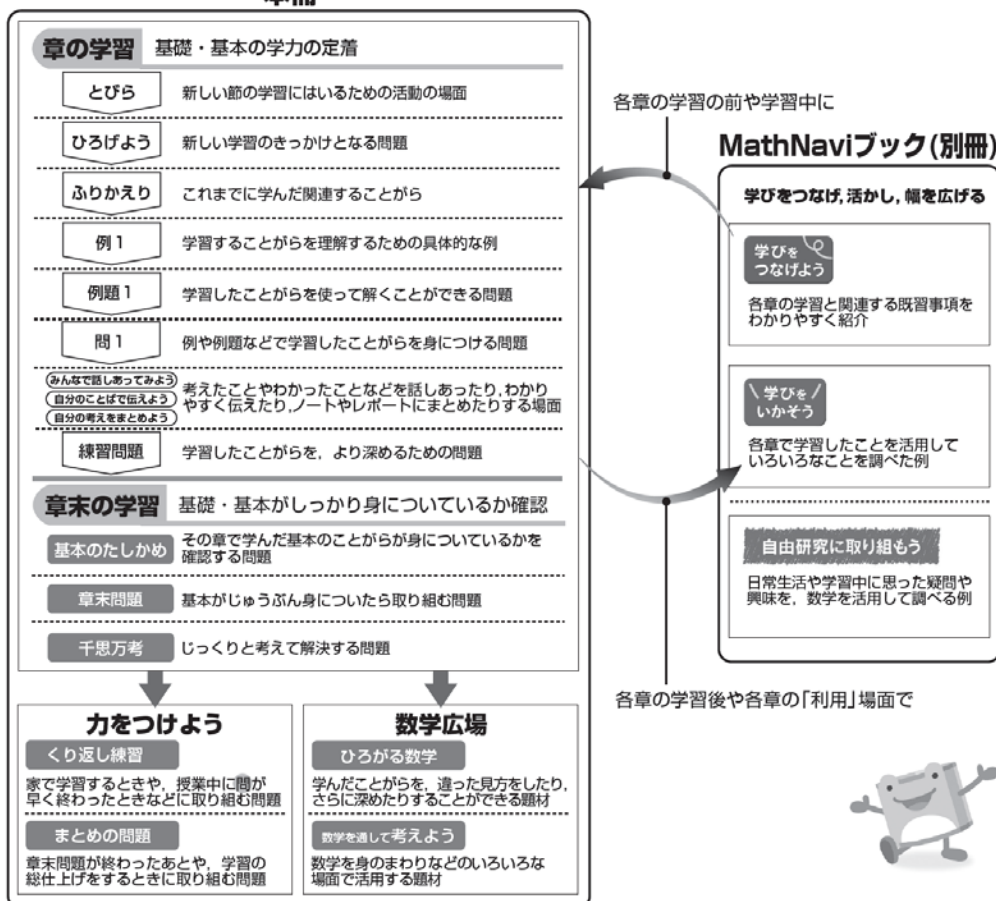 本冊
章の学習 基礎・基本の学力の定着
とびら 新しい節の学習にはいるための活動の場面
ひろげよう 新しい学習のきっかけとなる問題
ふりかえり これまでに学んだ関連することがら
例1 学習することがらを理解するための具体的な例
例題1 学習したことがらを使って解くことができる問題
問1 例や例題などで学習したことがらを身につける問題
みんなで話しあってみよう
自分のことばで伝えよう
自分の考えをまとめよう
考えたことやわかったことなどを話しあったり,わかり
やすく伝えたり,ノートやレポートにまとめたりする場面
練習問題 学習したことがらを,より深めるための問題
章末の学習 基礎・基本がしっかり身についているか確認
基本のたしかめ
その章で学んだ基本のことがらが身についているかを
確認する問題
章末問題 基本がじゅうぶん身についたら取り組む問題
千思万考 じっくりと考えて解決する問題
力をつけよう
くり返し練習
家で学習するときや,授業中に問が
早く終わったときなどに取り組む問題
まとめの問題
章末問題が終わったあとや,学習の
総仕上げをするときに取り組む問題
数学広場
ひろがる数学
学んだことがらを,違った見方をしたり,
さらに深めたりすることができる題材
数学を通して考えよう
数学を身のまわりなどのいろいろな
場面で活用する題材
各章の学習の前や学習中に
MathNaviブック(別冊)
学びをつなげ,活かし,幅を広げる
学びを
つなげよう
各章の学習と関連する既習事項を
わかりやすく紹介
学びを
いかそう
各章で学習したことを活用して
いろいろなことを調べた例
自由研究に取り組もう
日常生活や学習中に思った疑問や
興味を,数学を活用して調べる例
各章の学習後や各章の「利用」場面で